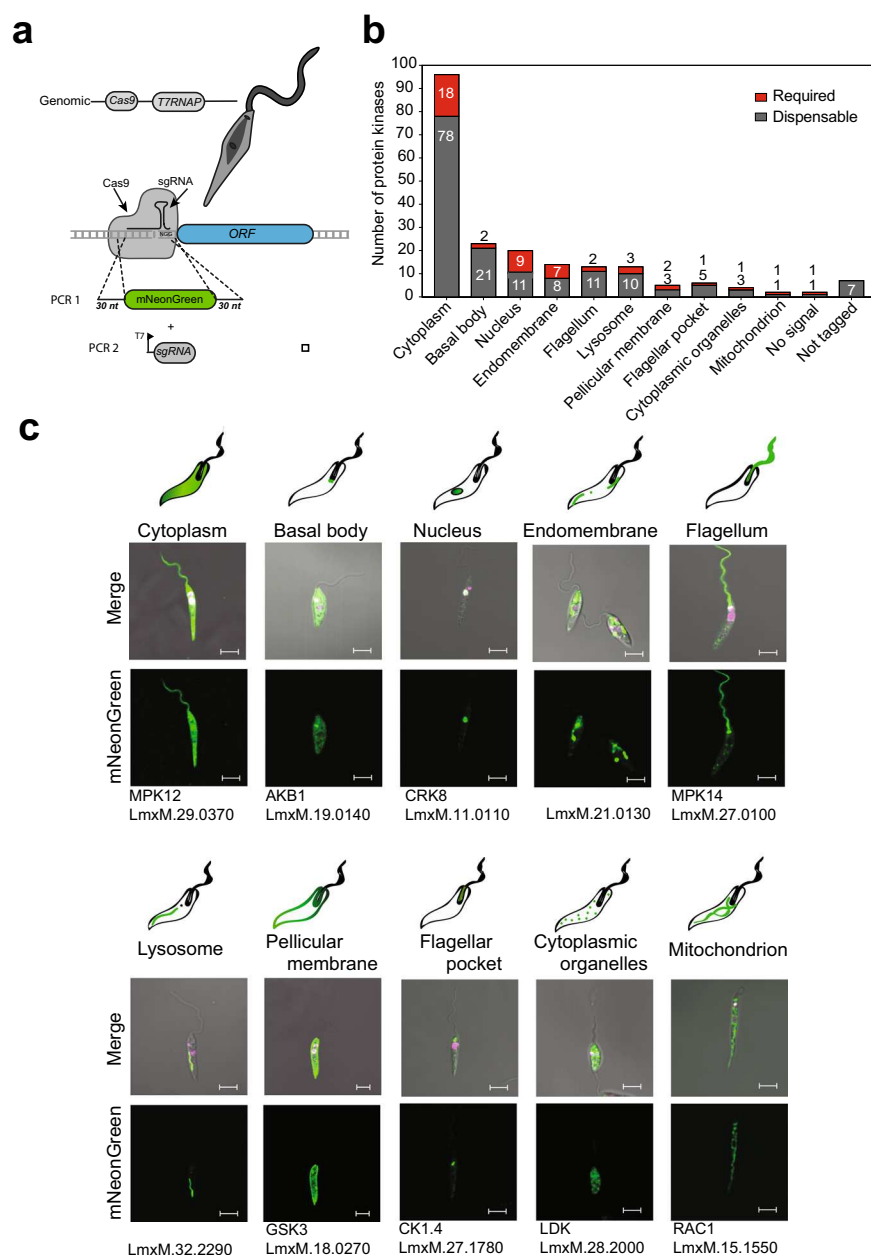 a
Genomic
Cas9
T7RNAP
Cas9
sgRNA
NGG
ORF
PCR 1
mNeonGreen
30 nt
30 nt
+
PCR 2
T7
sgRNA
b
Number of protein kinases
100
90
80
70
60
50
40
30
20
10
0
Required
Dispensable
18
78
2
21
9
11
7
8
2
11
3
10
2
3
1
5
1
3
1
1
1
1
7
Cytoplasm
Basal body
Nucleus
Endomembrane
Flagellum
Lysosome
Pellicular membrane
Flagellar pocket
Cytoplasmic organelles
Mitochondrion
No signal
Not tagged
c
Cytoplasm
Basal body
Nucleus
Endomembrane
Flagellum
Merge
mNeonGreen
MPK12
LmxM.29.0370
AKB1
LmxM.19.0140
CRK8
LmxM.11.0110
LmxM.21.0130
MPK14
LmxM.27.0100
Lysosome
Pellicular
membrane
Flagellar
pocket
Cytoplasmic
organelles
Mitochondrion
Merge
mNeonGreen
LmxM.32.2290
GSK3
LmxM.18.0270
CK1.4
LmxM.27.1780
LDK
LmxM.28.2000
RAC1
LmxM.15.1550